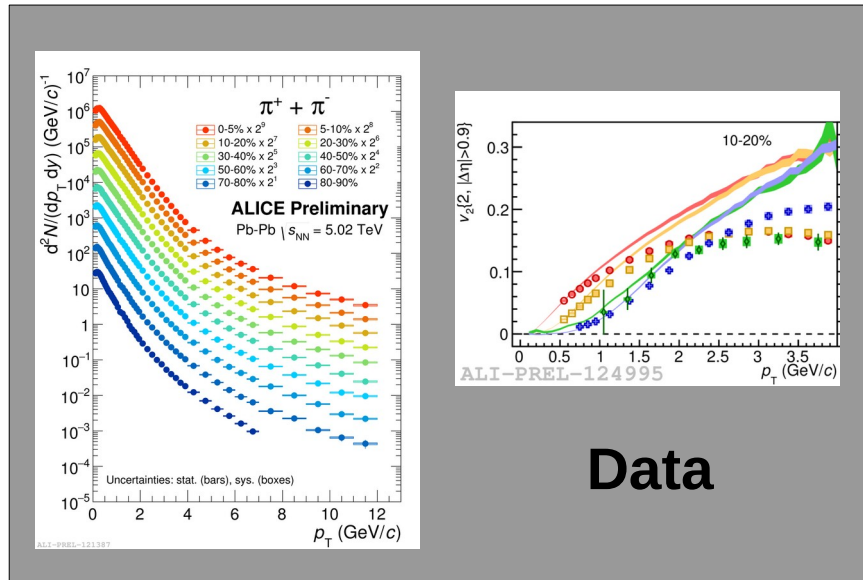 10⁷
10⁶
10⁵
10⁴
10³
10²
10
1
10⁻¹
10⁻²
10⁻³
10⁻⁴
10⁻⁵
d²N/(dp_T dy) (GeV/c)⁻¹
π⁺ + π⁻
0-5% x 2⁹ 5-10% x 2⁸
10-20% x 2⁷ 20-30% x 2⁶
30-40% x 2⁵ 40-50% x 2⁴
50-60% x 2³ 60-70% x 2²
70-80% x 2¹ 80-90%
ALICE Preliminary
Pb-Pb √s_NN = 5.02 TeV
Uncertainties: stat. (bars), sys. (boxes)
0 2 4 6 8 10 12
p_T (GeV/c)
ALI-PREL-121387
v₂{2, |Δη|>0.9}
10-20%
0.3
0.2
0.1
0
0 0.5 1 1.5 2 2.5 3 3.5
p_T (GeV/c)
ALI-PREL-124995
Data